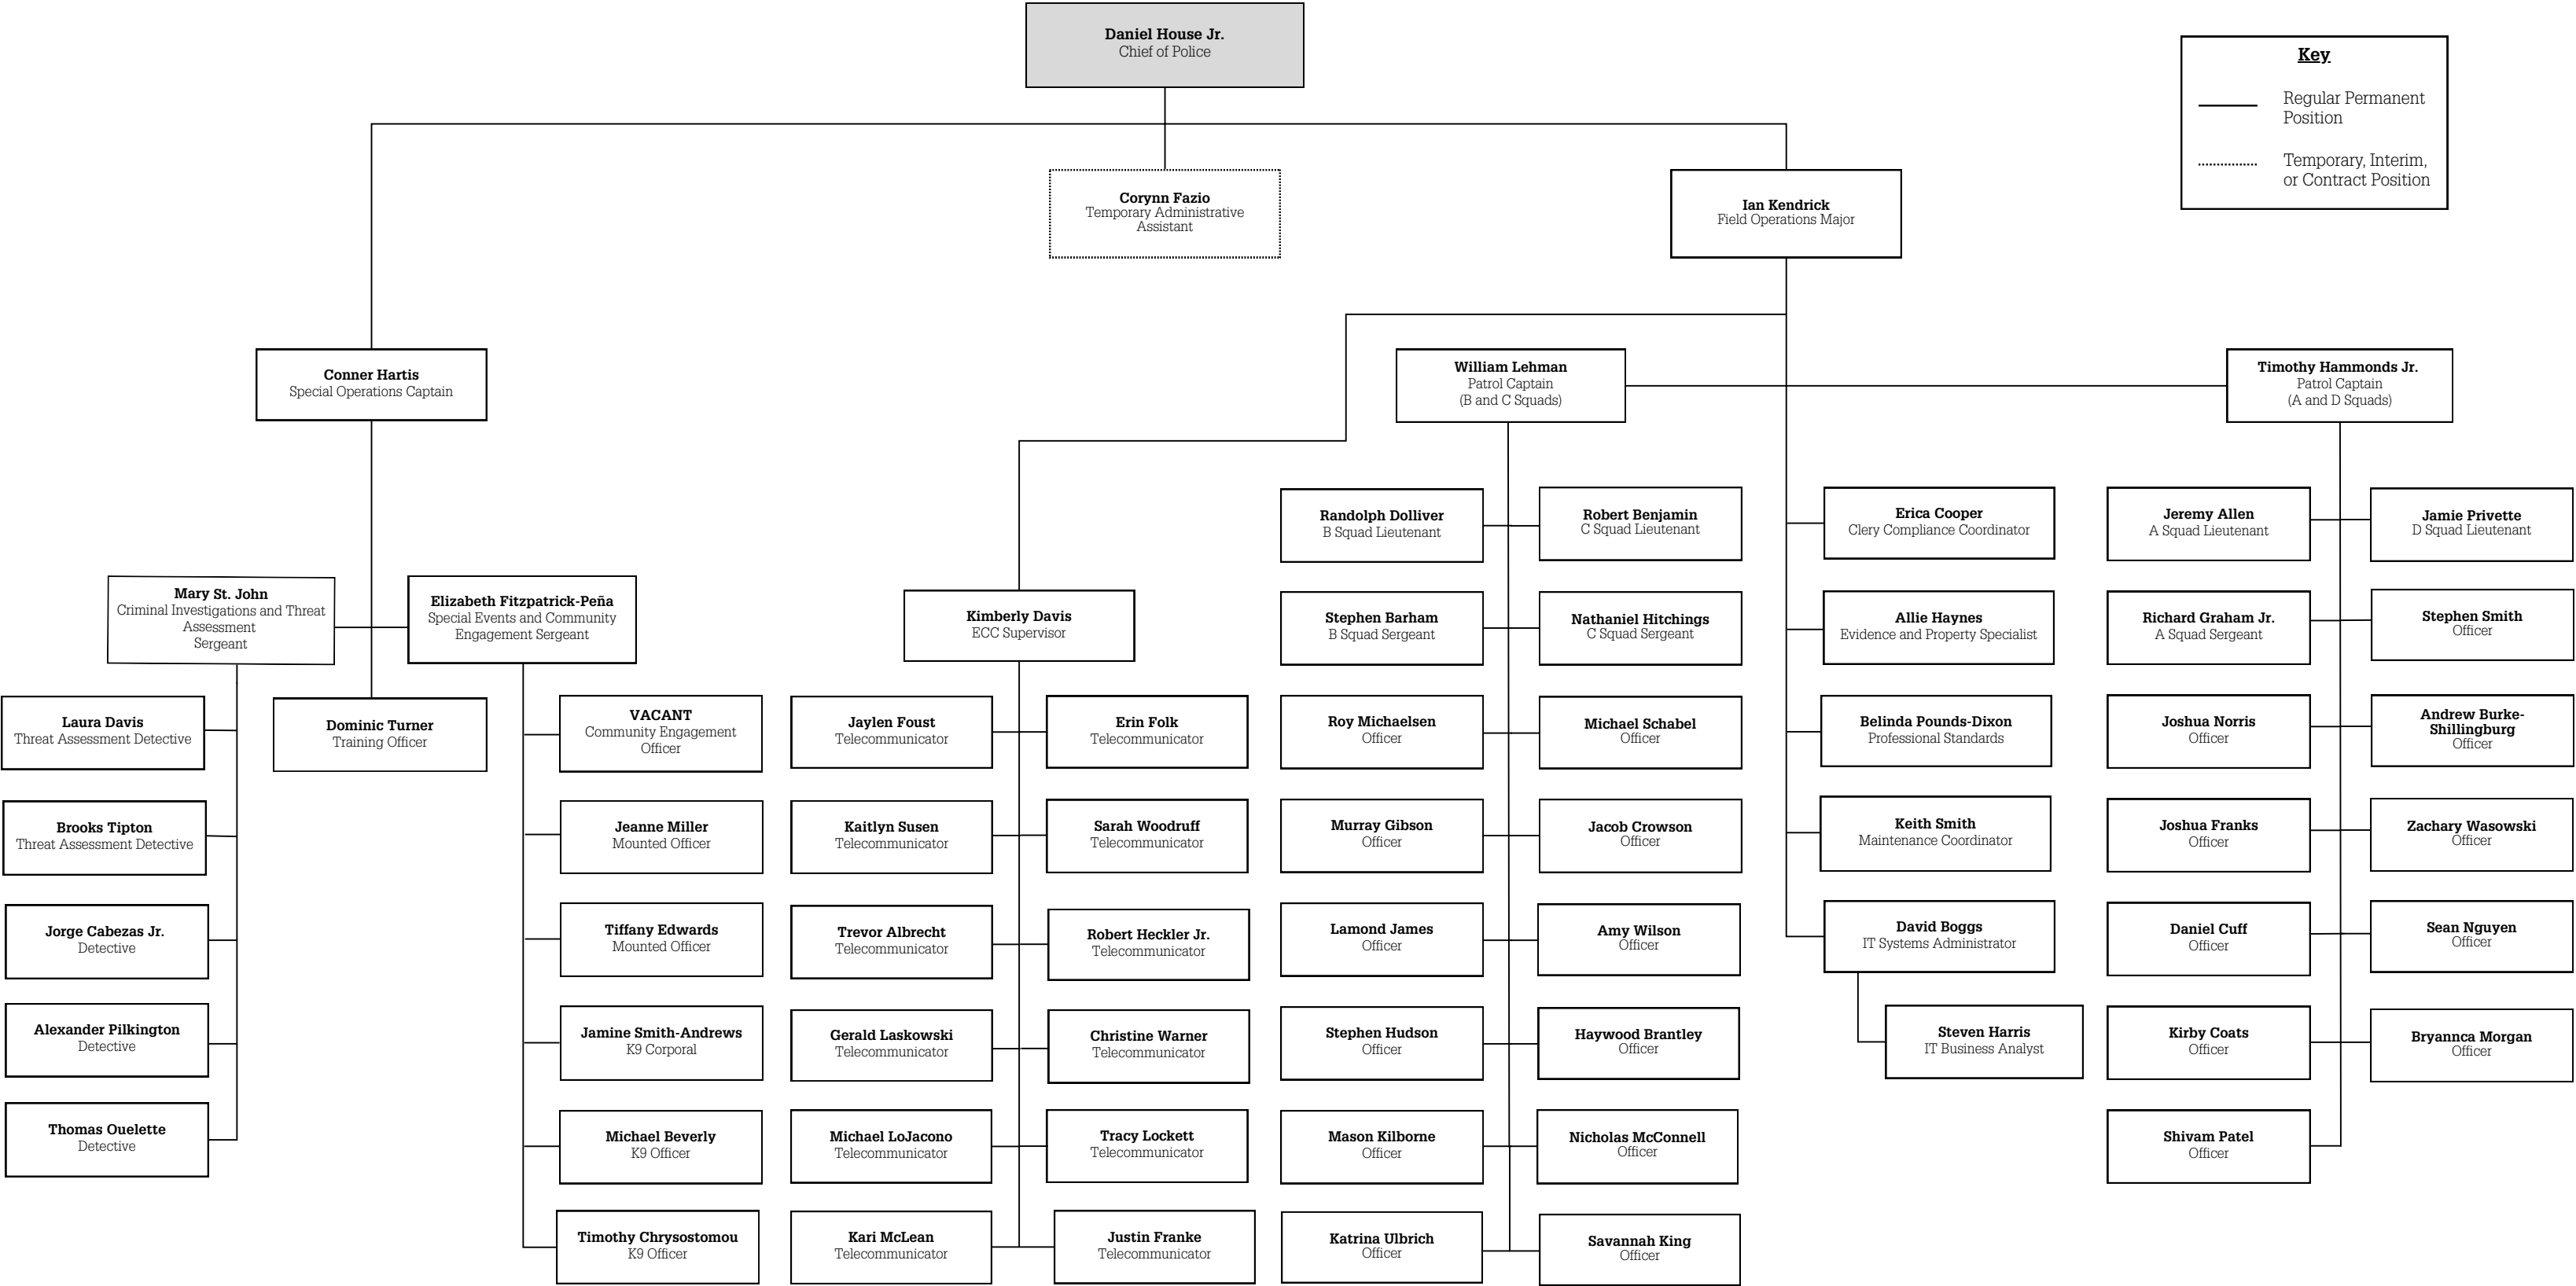 Daniel House Jr.
Chief of Police
Key
Regular Permanent
Position
Temporary, Interim,
or Contract Position
Corynn Fazio
Temporary Administrative
Assistant
Ian Kendrick
Field Operations Major
Conner Hartis
Special Operations Captain
William Lehman
Patrol Captain
(B and C Squads)
Timothy Hammonds Jr.
Patrol Captain
(A and D Squads)
Mary St. John
Criminal Investigations and Threat
Assessment
Sergeant
Elizabeth Fitzpatrick-Peña
Special Events and Community
Engagement Sergeant
Kimberly Davis
ECC Supervisor
Laura Davis
Threat Assessment Detective
Brooks Tipton
Threat Assessment Detective
Jorge Cabezas Jr.
Detective
Alexander Pilkington
Detective
Thomas Ouelette
Detective
Dominic Turner
Training Officer
VACANT
Community Engagement
Officer
Jeanne Miller
Mounted Officer
Tiffany Edwards
Mounted Officer
Jamine Smith-Andrews
K9 Corporal
Michael Beverly
K9 Officer
Timothy Chrysostomou
K9 Officer
Jaylen Foust
Telecommunicator
Kaitlyn Susen
Telecommunicator
Trevor Albrecht
Telecommunicator
Gerald Laskowski
Telecommunicator
Michael LoJacono
Telecommunicator
Kari McLean
Telecommunicator
Erin Folk
Telecommunicator
Sarah Woodruff
Telecommunicator
Robert Heckler Jr.
Telecommunicator
Christine Warner
Telecommunicator
Tracy Lockett
Telecommunicator
Justin Franke
Telecommunicator
Randolph Dolliver
B Squad Lieutenant
Stephen Barham
B Squad Sergeant
Roy Michaelsen
Officer
Murray Gibson
Officer
Lamond James
Officer
Stephen Hudson
Officer
Mason Kilborne
Officer
Katrina Ulbrich
Officer
Robert Benjamin
C Squad Lieutenant
Nathaniel Hitchings
C Squad Sergeant
Michael Schabel
Officer
Jacob Crowson
Officer
Amy Wilson
Officer
Haywood Brantley
Officer
Nicholas McConnell
Officer
Savannah King
Officer
Erica Cooper
Clery Compliance Coordinator
Allie Haynes
Evidence and Property Specialist
Belinda Pounds-Dixon
Professional Standards
Keith Smith
Maintenance Coordinator
David Boggs
IT Systems Administrator
Steven Harris
IT Business Analyst
Jeremy Allen
A Squad Lieutenant
Richard Graham Jr.
A Squad Sergeant
Joshua Norris
Officer
Joshua Franks
Officer
Daniel Cuff
Officer
Kirby Coats
Officer
Shivam Patel
Officer
Jamie Privette
D Squad Lieutenant
Stephen Smith
Officer
Andrew Burke-
Shillingburg
Officer
Zachary Wasowski
Officer
Sean Nguyen
Officer
Bryannca Morgan
Officer